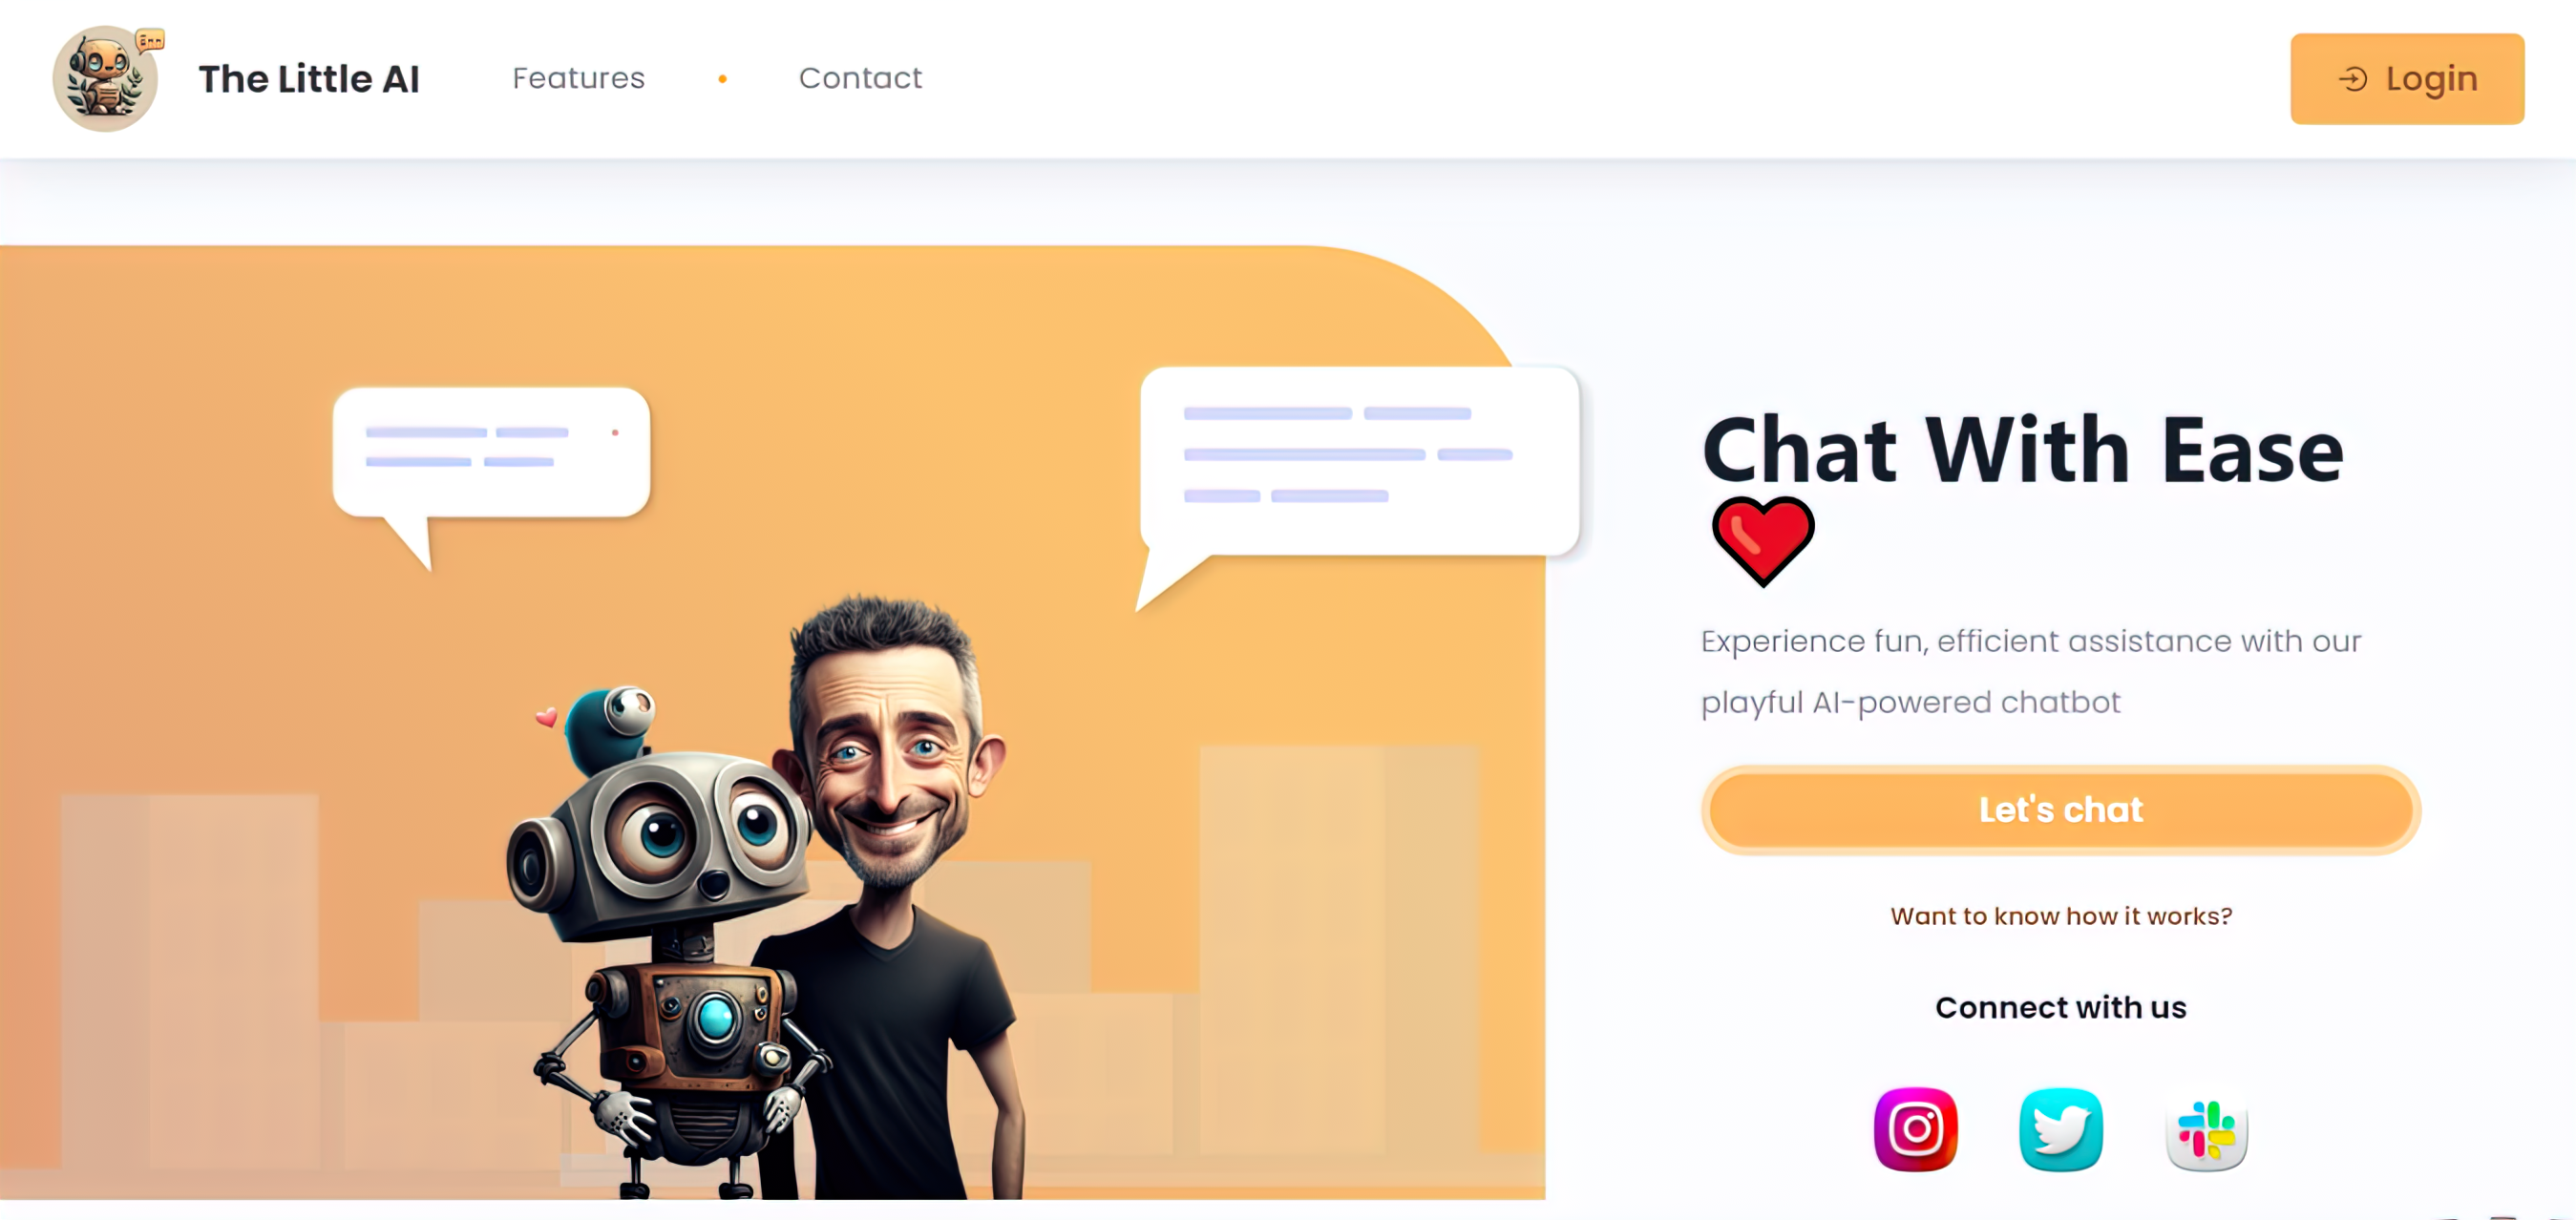 The Little AI
Features
Contact
Login
Chat With Ease
Experience fun, efficient assistance with our
playful AI-powered chatbot
Let's chat
Want to know how it works?
Connect with us